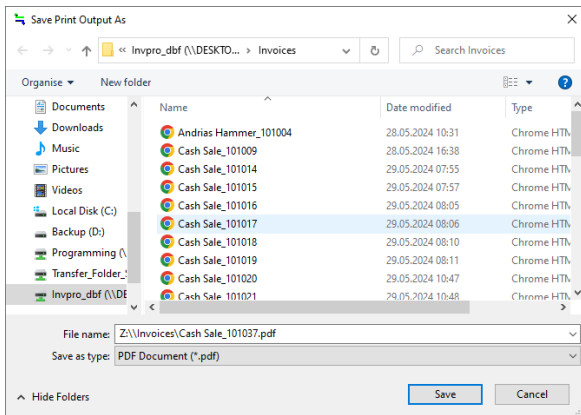 Save Print Output As
« Invpro_dbf (\\DESKTO... › Invoices
Search Invoices
Organise
New folder
Name Date modified Type
Documents
Downloads
Music
Pictures
Videos
Local Disk (C:)
Backup (D:)
Programming (\
Transfer_Folder_
Invpro_dbf (\\DE
Andrias Hammer_101004 28.05.2024 10:31 Chrome HTM
Cash Sale_101009 28.05.2024 16:38 Chrome HTM
Cash Sale_101014 29.05.2024 07:55 Chrome HTM
Cash Sale_101015 29.05.2024 07:57 Chrome HTM
Cash Sale_101016 29.05.2024 08:05 Chrome HTM
Cash Sale_101017 29.05.2024 08:06 Chrome HTM
Cash Sale_101018 29.05.2024 08:10 Chrome HTM
Cash Sale_101019 29.05.2024 08:11 Chrome HTM
Cash Sale_101020 29.05.2024 10:47 Chrome HTM
Cash Sale_101021 29.05.2024 10:48 Chrome HTM
File name: Z:\\Invoices\Cash Sale_101037.pdf
Save as type: PDF Document (*.pdf)
Hide Folders
Save
Cancel